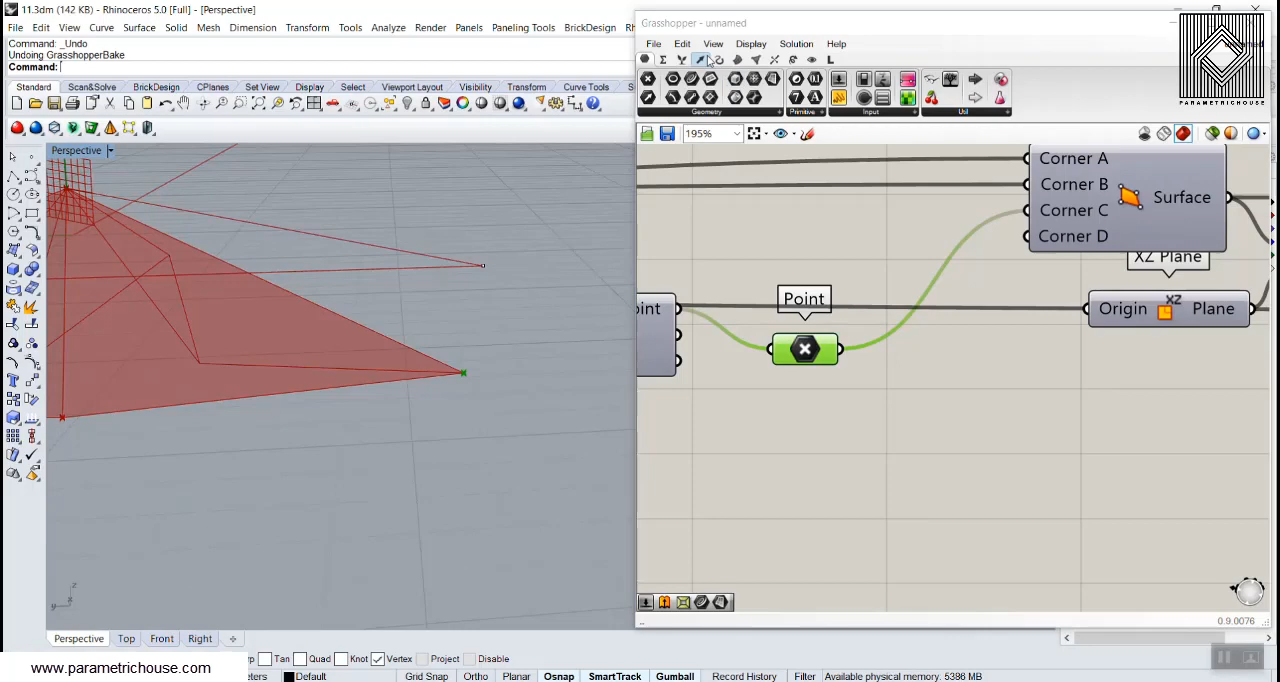 11.3dm (142 KB) - Rhinoceros 5.0 [Full] - [Perspective]
File Edit View Curve Surface Solid Mesh Dimension Transform Tools Analyze Render Panels Paneling Tools BrickDesign
Command: _Undo
Undoing GrasshopperBake
Command:
Standard Scan&Solve BrickDesign CPlanes Set View Display Select Viewport Layout Visibility Transform Curve Tools
Perspective
z
y
x
Perspective Top Front Right
www.parametrichouse.com
Tan Quad Knot Vertex Project Disable
Default Grid Snap Ortho Planar Osnap SmartTrack Gumball Record History Filter Available physical memory: 5386 MB
Grasshopper - unnamed
File Edit View Display Solution Help
Geometry Primitive Input Util
195%
Corner A
Corner B
Corner C
Corner D
Surface
XZ Plane
Origin XZ Plane
Point
int
0.9.0076
PARAMETRICHOUSE